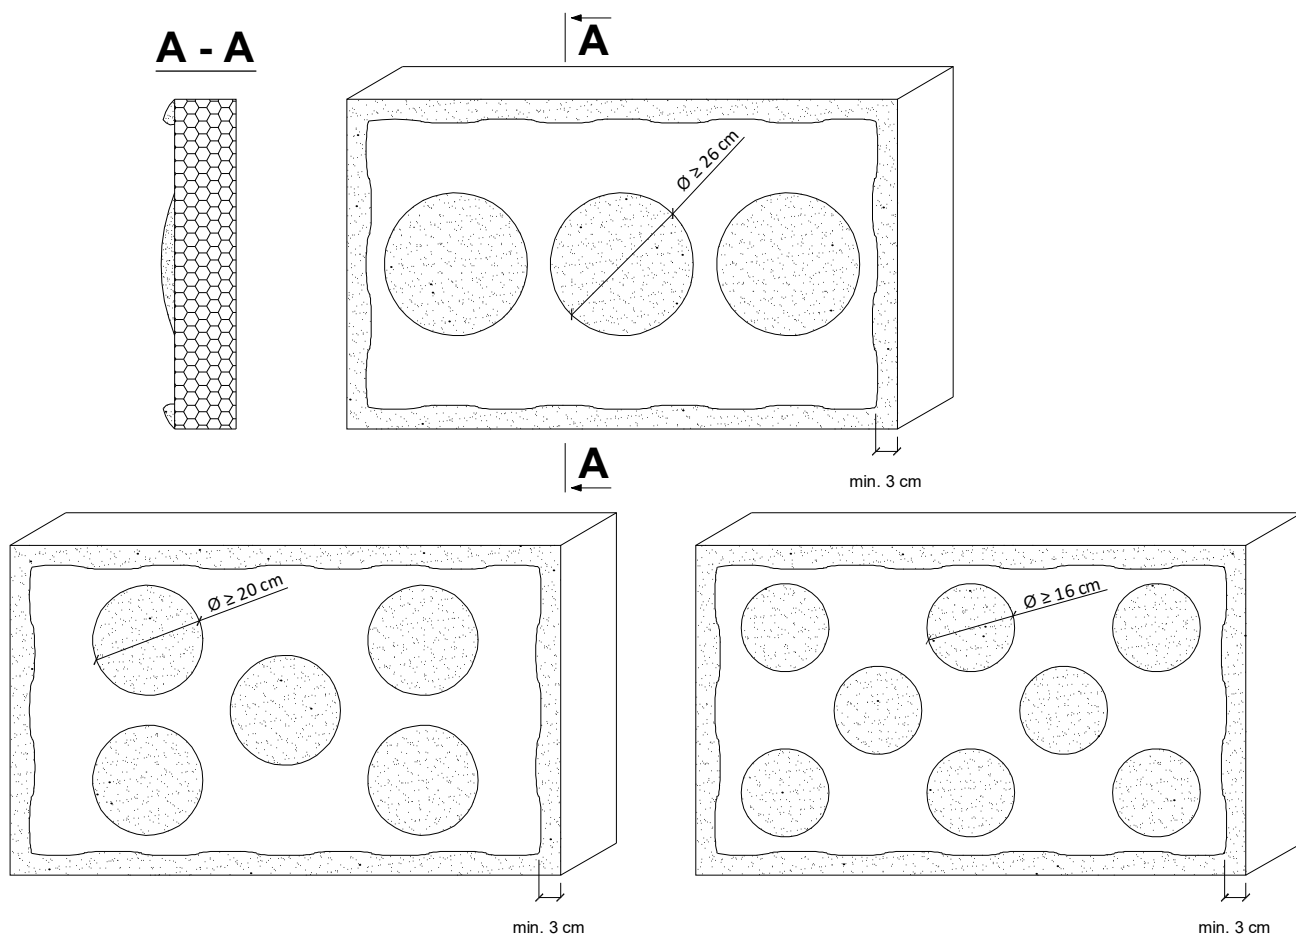 A - A
A
Ø ≥ 26 cm
A
min. 3 cm
Ø ≥ 20 cm
Ø ≥ 16 cm
min. 3 cm
min. 3 cm